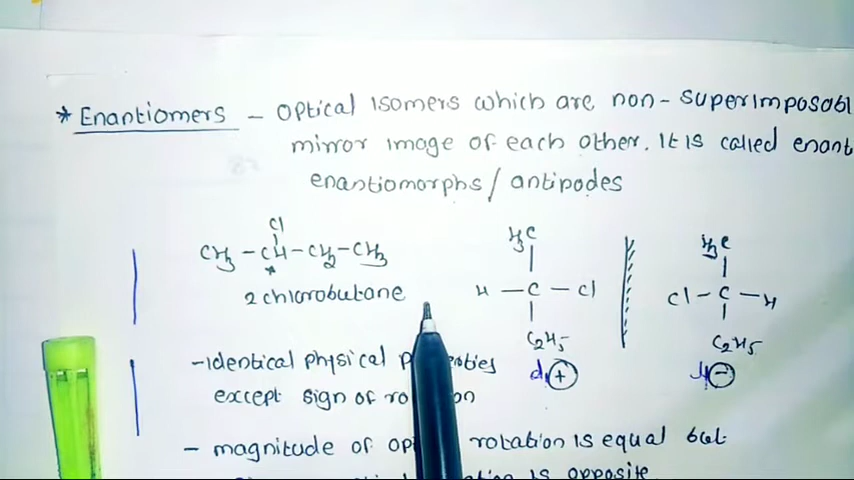 * Enantiomers – optical isomers which are non-superimposabl
mirror image of each other. It is called enant
enantiomorphs / antipodes
Cl
CH3 – CH – CH2 – CH3
*
2 chlorobutane
H3C
H – C – Cl
C2H5
d, +
H3C
Cl – C – H
C2H5
l, –
- identical physical p
except sign of ro
- magnitude of op rotation is equal but
is opposite